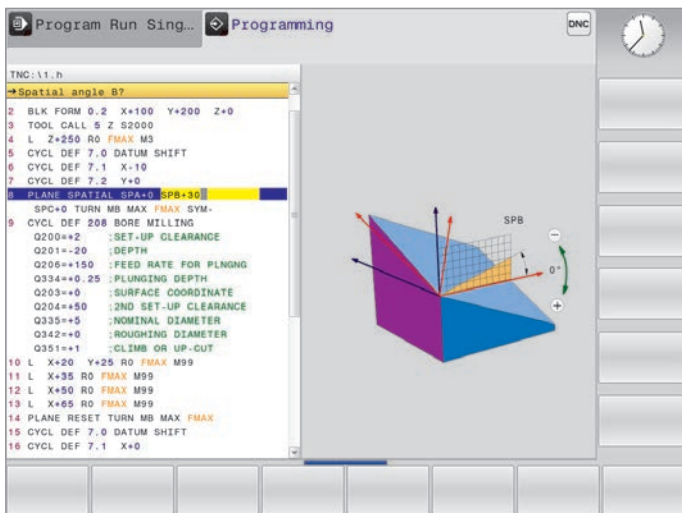 Program Run Sing… Programming DNC
TNC:\1.h
→Spatial angle B?
2 BLK FORM 0.2 X+100 Y+200 Z+0
3 TOOL CALL 5 Z S2000
4 L Z+250 R0 FMAX M3
5 CYCL DEF 7.0 DATUM SHIFT
6 CYCL DEF 7.1 X-10
7 CYCL DEF 7.2 Y+0
8 PLANE SPATIAL SPA+0 SPB+30
SPC+0 TURN MB MAX FMAX SYM-
9 CYCL DEF 208 BORE MILLING
Q200=+2 ;SET-UP CLEARANCE
Q201=-20 ;DEPTH
Q206=+150 ;FEED RATE FOR PLNGNG
Q334=+0.25 ;PLUNGING DEPTH
Q203=+0 ;SURFACE COORDINATE
Q204=+50 ;2ND SET-UP CLEARANCE
Q335=+5 ;NOMINAL DIAMETER
Q342=+0 ;ROUGHING DIAMETER
Q351=+1 ;CLIMB OR UP-CUT
10 L X+20 Y+25 R0 FMAX M99
11 L X+35 R0 FMAX M99
12 L X+50 R0 FMAX M99
13 L X+65 R0 FMAX M99
14 PLANE RESET TURN MB MAX FMAX
15 CYCL DEF 7.0 DATUM SHIFT
16 CYCL DEF 7.1 X+0
SPB
−
0°
+